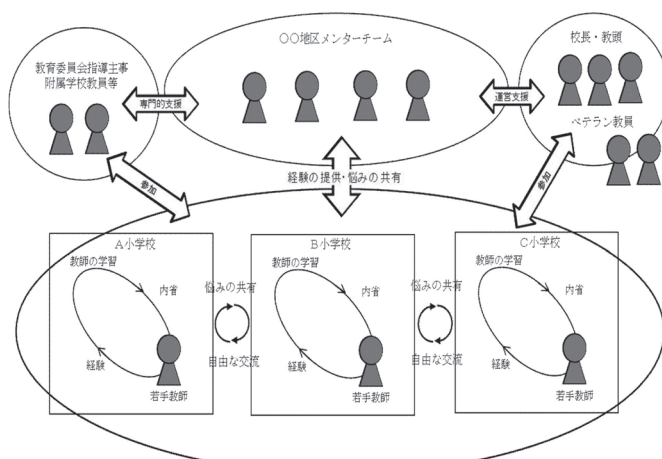 〇〇地区メンターチーム
校長・教頭
教育委員会指導主事
附属学校教員等
専門的支援
運営支援
ベテラン教員
経験の提供・悩みの共有
参加
参加
A小学校
B小学校
C小学校
教師の学習
教師の学習
教師の学習
内省
悩みの共有
内省
悩みの共有
内省
経験
自由な交流
経験
自由な交流
経験
若手教師
若手教師
若手教師